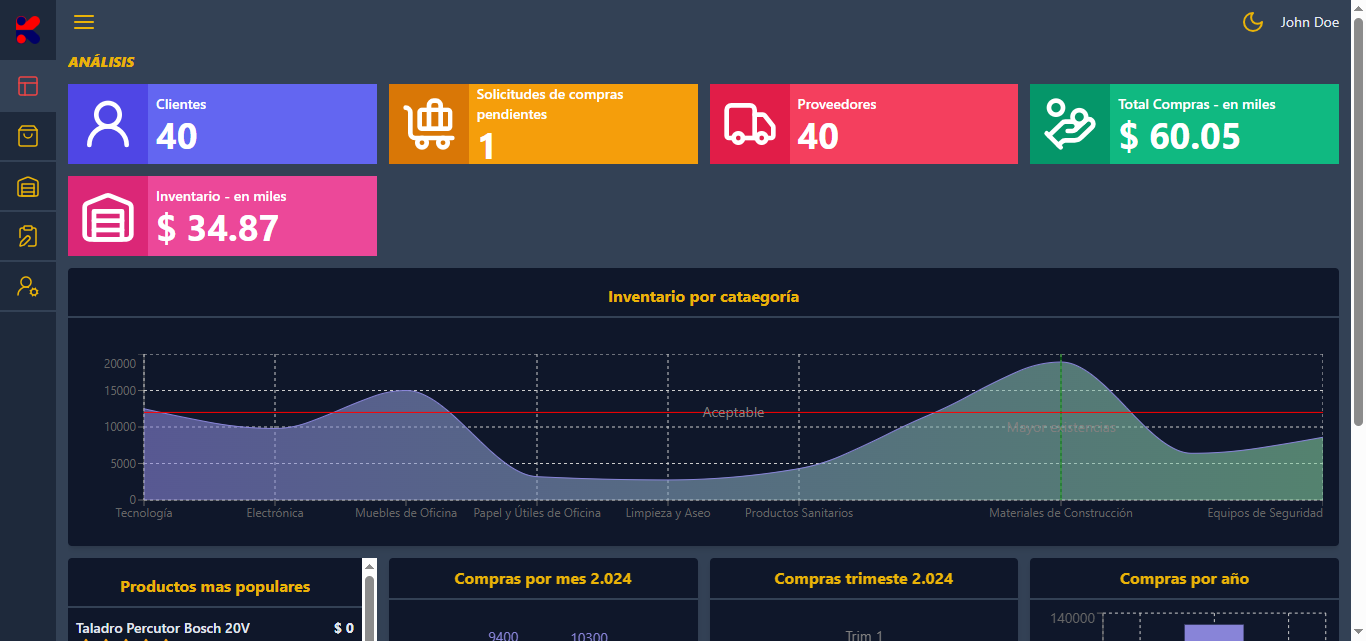 John Doe
ANÁLISIS
Clientes
40
Solicitudes de compras
pendientes
1
Proveedores
40
Total Compras - en miles
$ 60.05
Inventario - en miles
$ 34.87
Inventario por cataegoría
20000
15000
10000
5000
0
Aceptable
Mayor existencias
Tecnología
Electrónica
Muebles de Oficina
Papel y Útiles de Oficina
Limpieza y Aseo
Productos Sanitarios
Materiales de Construcción
Equipos de Seguridad
Productos mas populares
Taladro Percutor Bosch 20V
$ 0
Compras por mes 2.024
9400
10300
Compras trimeste 2.024
Trim 1
Compras por año
140000